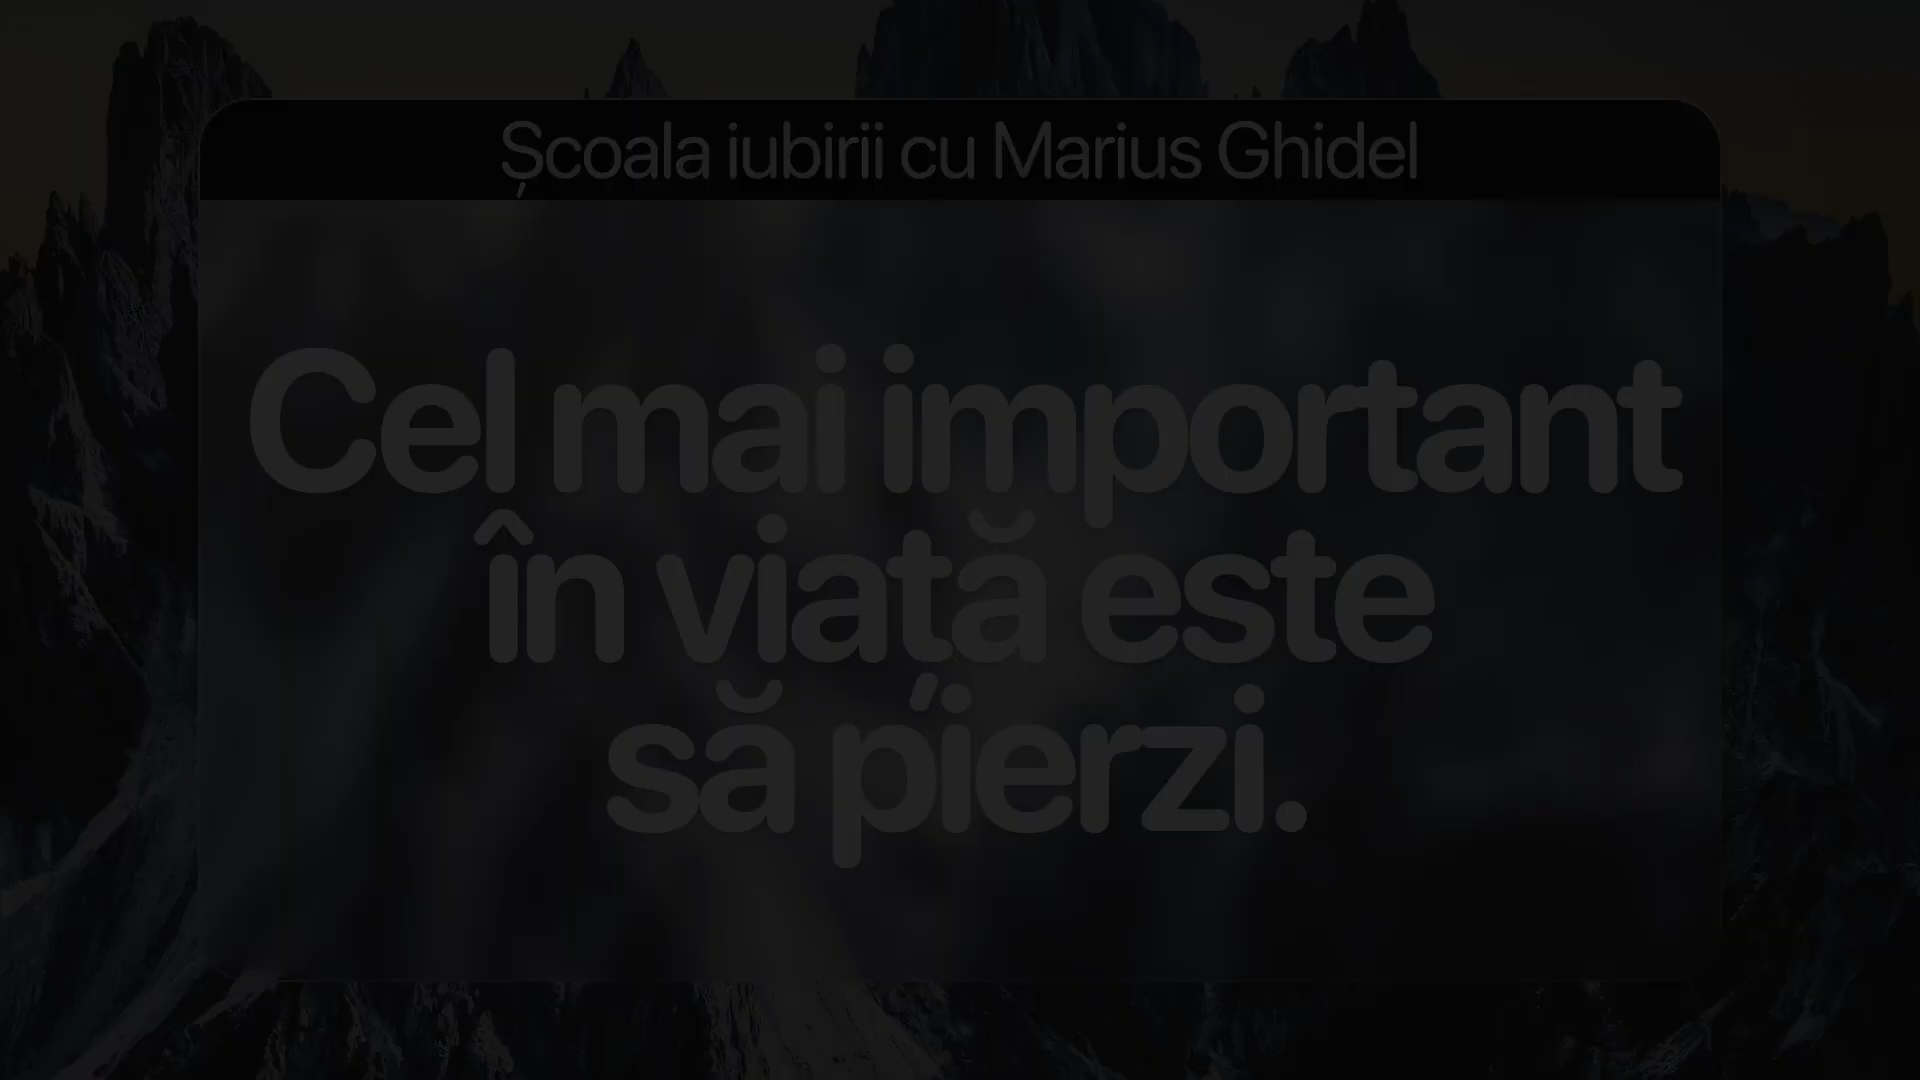 Școala iubirii cu Marius Ghidel
Cel mai important
în viață este
să pierzi.